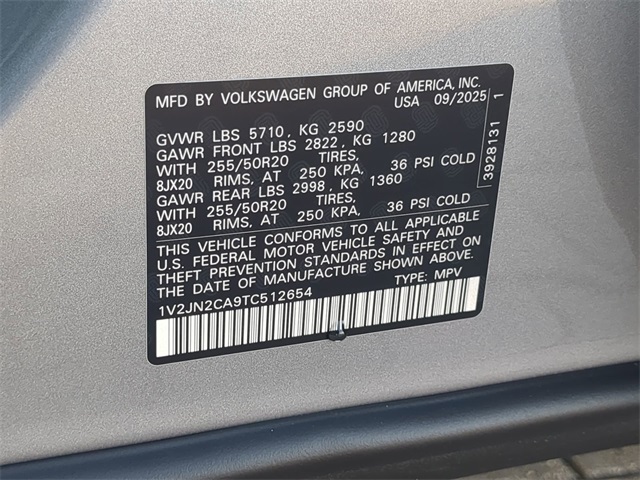 MFD BY VOLKSWAGEN GROUP OF AMERICA, INC.
USA 09/2025
GVWR LBS 5710, KG 2590
GAWR FRONT LBS 2822, KG 1280
WITH 255/50R20 TIRES,
8JX20 RIMS, AT 250 KPA, 36 PSI COLD
GAWR REAR LBS 2998, KG 1360
WITH 255/50R20 TIRES,
8JX20 RIMS, AT 250 KPA, 36 PSI COLD
THIS VEHICLE CONFORMS TO ALL APPLICABLE
U.S. FEDERAL MOTOR VEHICLE SAFETY AND
THEFT PREVENTION STANDARDS IN EFFECT ON
THE DATE OF MANUFACTURE SHOWN ABOVE.
TYPE: MPV
1V2JN2CA9TC512654
3928131 1